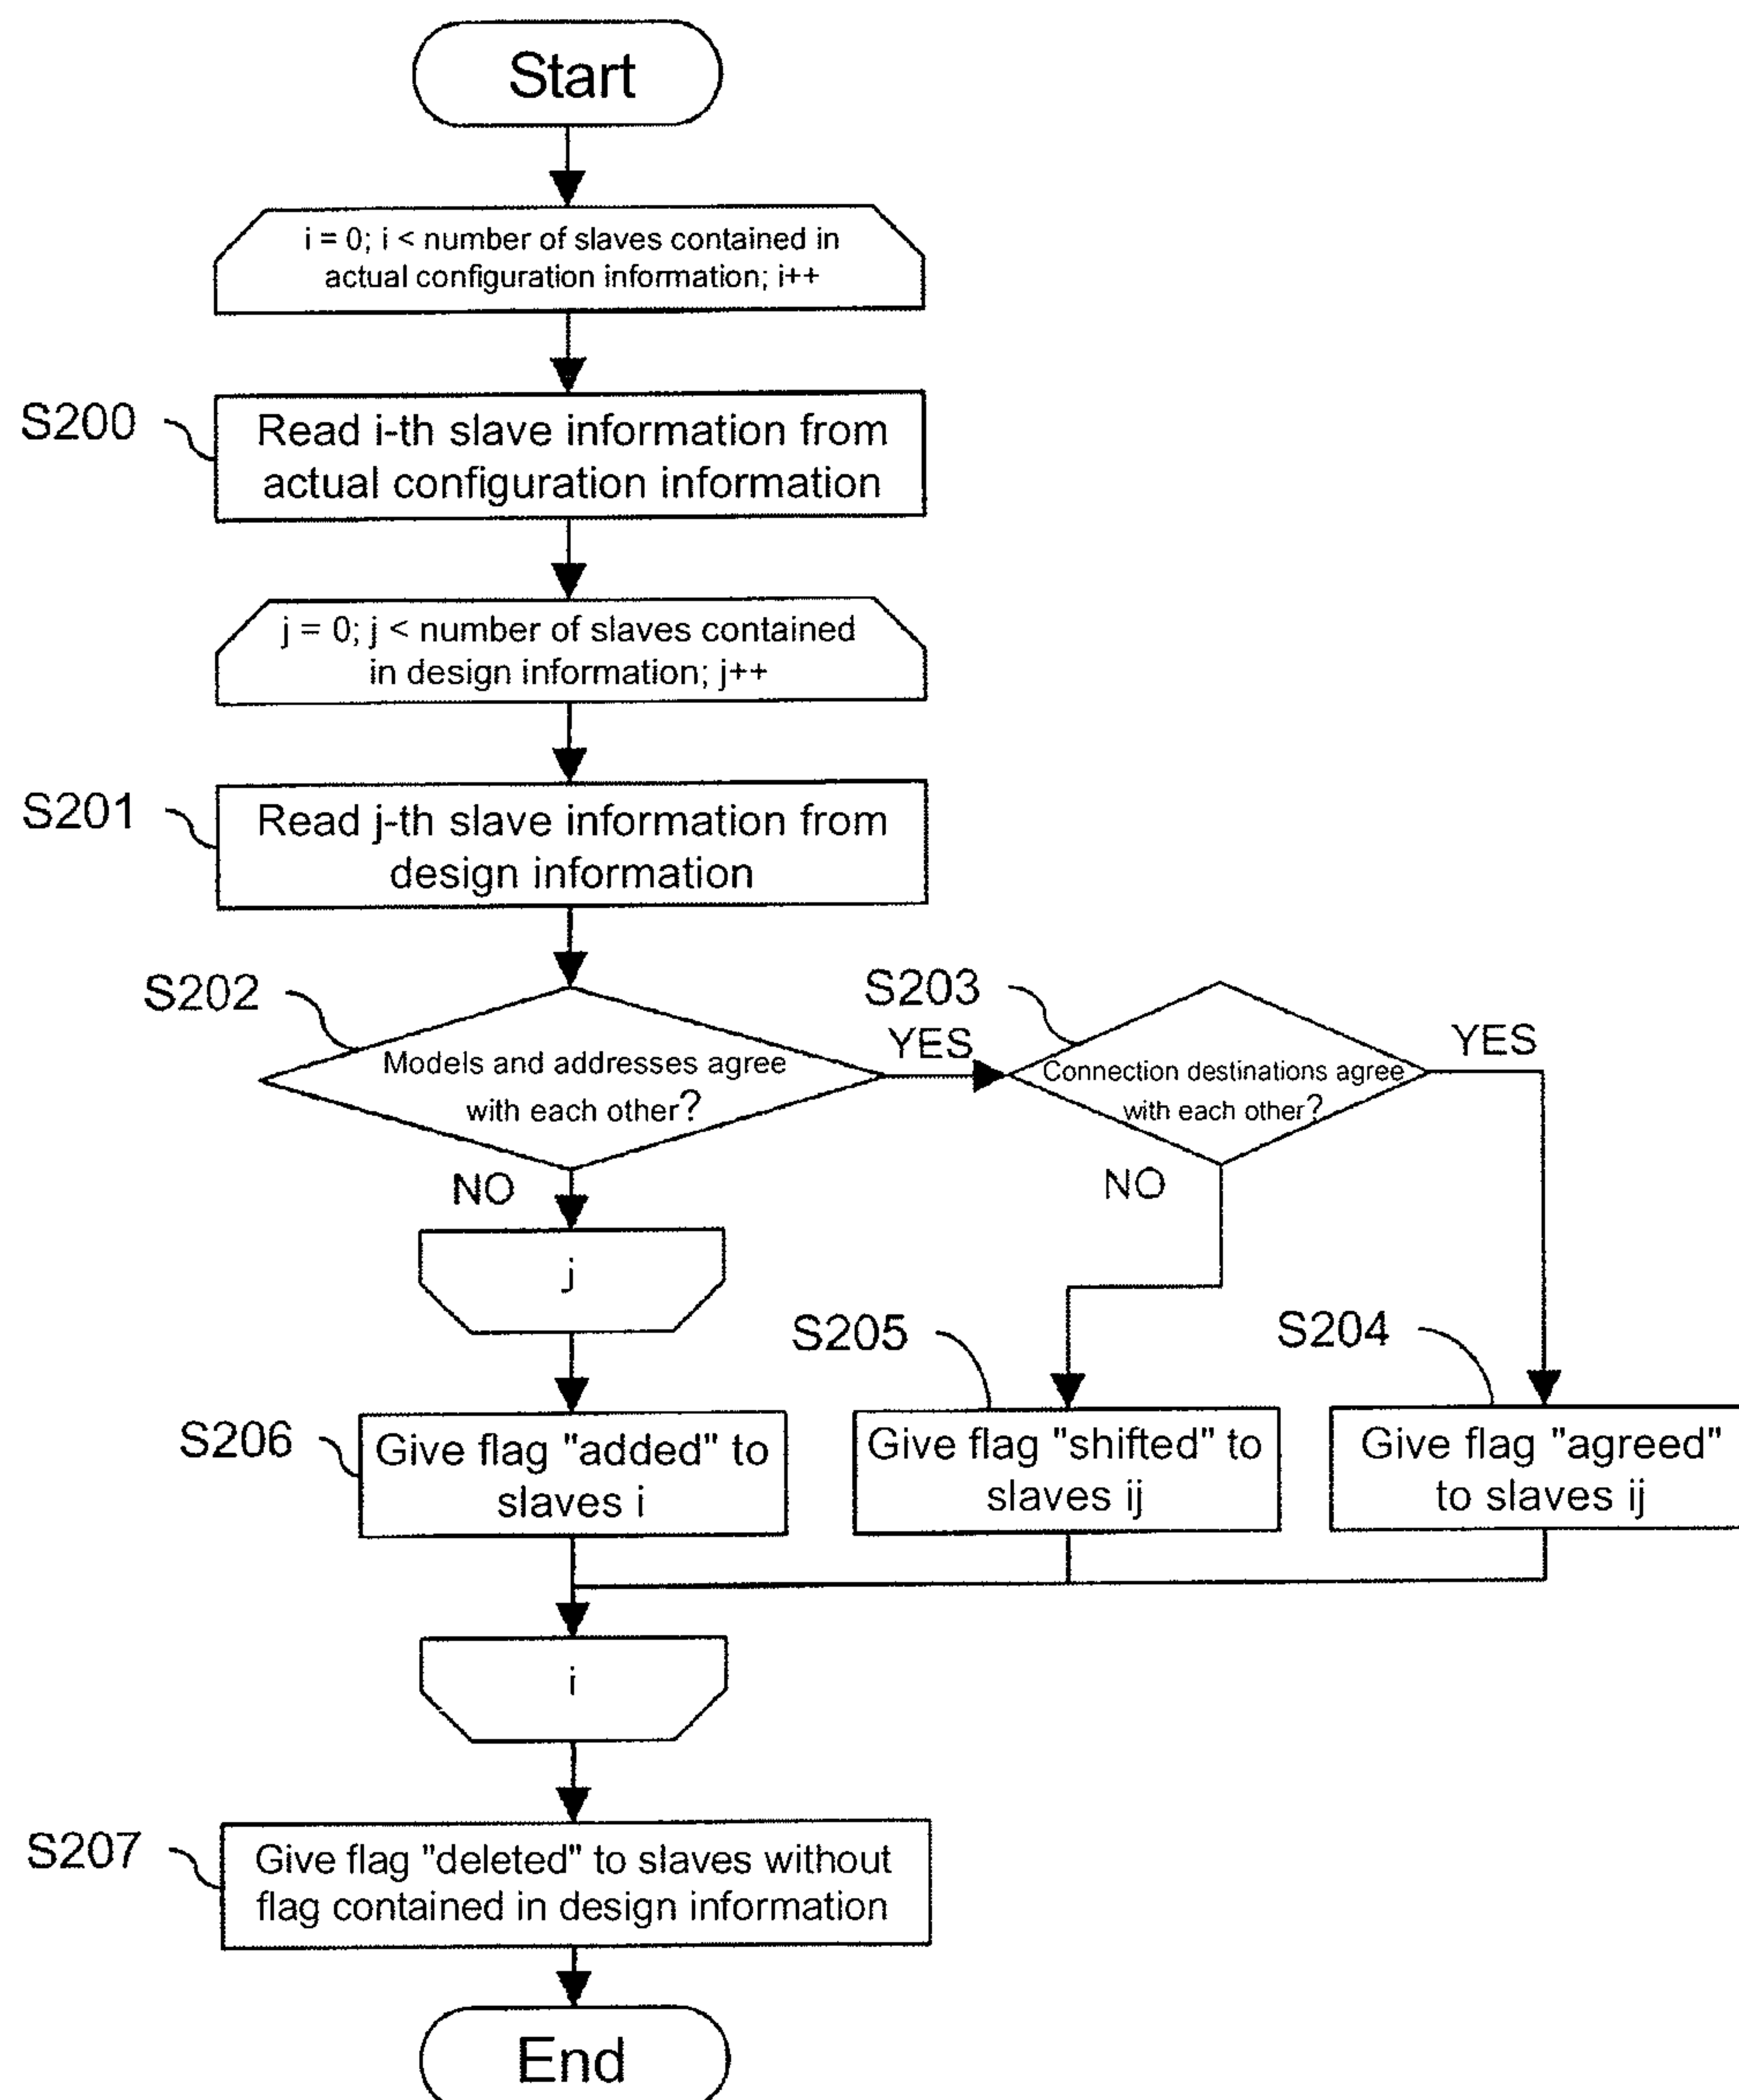 Start
i = 0; i < number of slaves contained in
actual configuration information; i++
S200
Read i-th slave information from
actual configuration information
j = 0; j < number of slaves contained
in design information; j++
S201
Read j-th slave information from
design information
S202
Models and addresses agree
with each other?
YES
NO
S203
Connection destinations agree
with each other?
YES
NO
j
S206
Give flag "added" to
slaves i
S205
Give flag "shifted" to
slaves ij
S204
Give flag "agreed"
to slaves ij
i
S207
Give flag "deleted" to slaves without
flag contained in design information
End